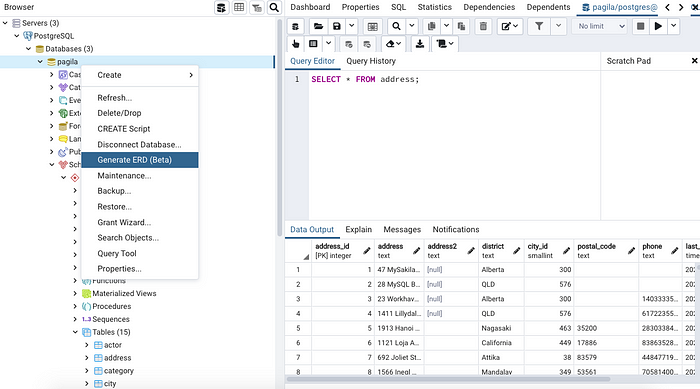 Browser
Servers (3)
PostgreSQL
Databases (3)
pagila
Create
Refresh...
Delete/Drop
CREATE Script
Disconnect Database...
Generate ERD (Beta)
Maintenance...
Backup...
Restore...
Grant Wizard...
Search Objects...
Query Tool
Properties...
Cas
Cat
Eve
Exte
For
Lan
Pub
Sch
Functions
Materialized Views
Procedures
1..3 Sequences
Tables (15)
actor
address
category
city
Dashboard Properties SQL Statistics Dependencies Dependents pagila/postgres@
No limit
Query Editor Query History Scratch Pad
1 SELECT * FROM address;
Data Output Explain Messages Notifications
address_id address address2 district city_id postal_code phone last_
[PK] integer text text text smallint text text time
1 1 47 MySakila... [null] Alberta 300 202
2 2 28 MySQL B... [null] QLD 576 202
3 3 23 Workhav... [null] Alberta 300 14033335... 202
4 4 1411 Lillydal... [null] QLD 576 61722355... 202
5 5 1913 Hanoi ... Nagasaki 463 35200 28303384... 202
6 6 1121 Loja A... California 449 17886 83863528... 202
7 7 692 Joliet St... Attika 38 83579 44847719... 202
8 8 1566 Inegl ... Mandalay 349 53561 70581400... 202